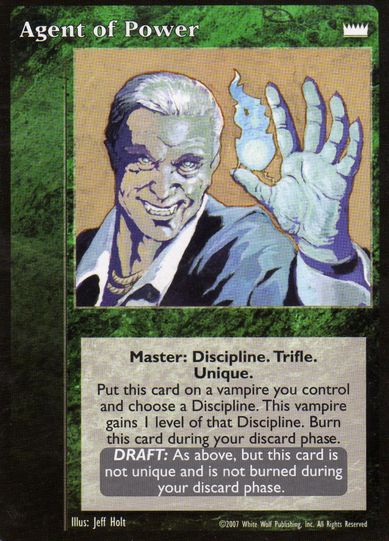 Agent of Power
Master: Discipline. Trifle.
Unique.
Put this card on a vampire you control
and choose a Discipline. This vampire
gains 1 level of that Discipline. Burn
this card during your discard phase.
DRAFT: As above, but this card is
not unique and is not burned during
your discard phase.
Illus: Jeff Holt
©2007 White Wolf Publishing, Inc. All Rights Reserved